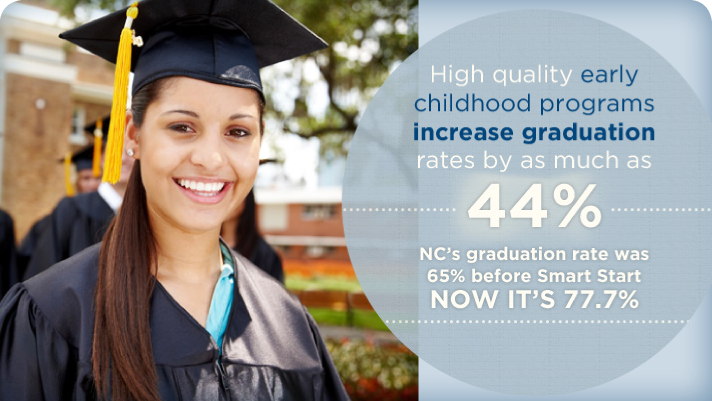 High quality early
childhood programs
increase graduation
rates by as much as
44%
NC's graduation rate was
65% before Smart Start
NOW IT'S 77.7%